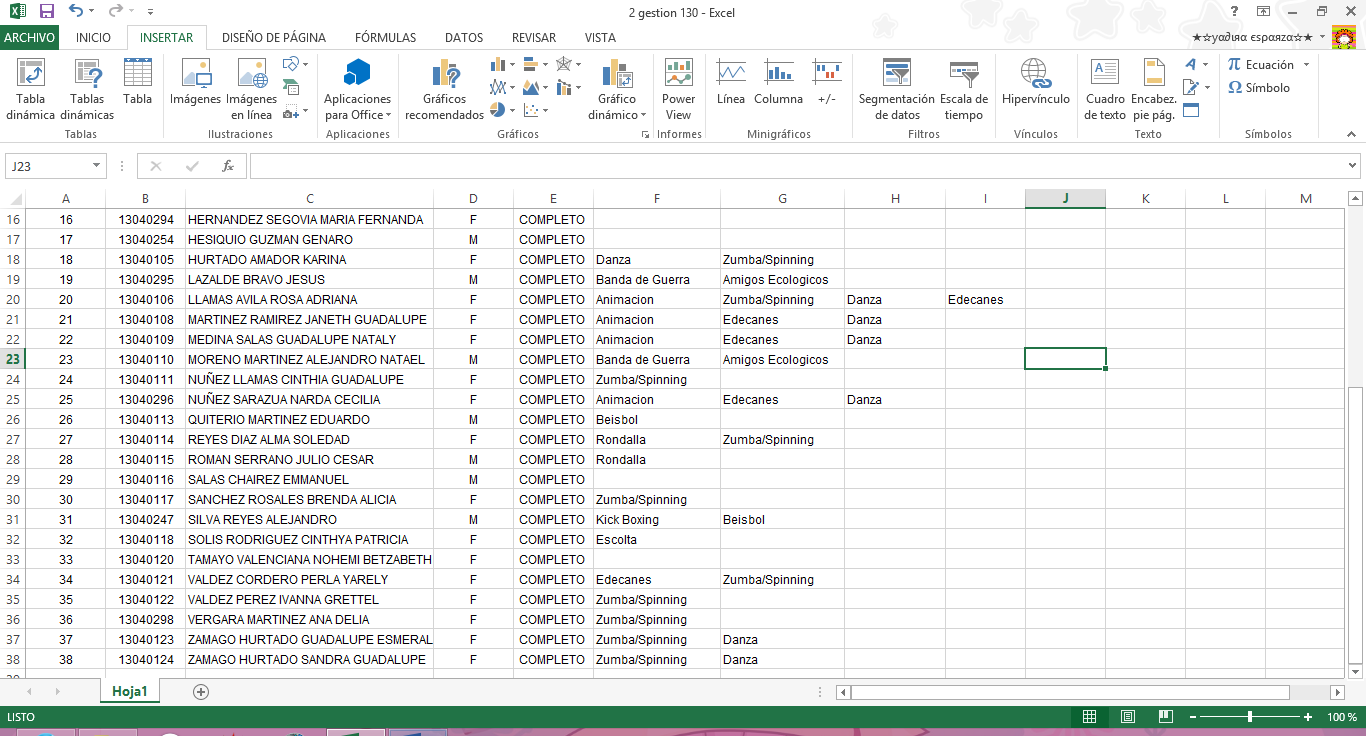 2 gestion 130 - Excel
?
ARCHIVO INICIO INSERTAR DISEÑO DE PÁGINA FÓRMULAS DATOS REVISAR VISTA
★☆yαdiяα єѕραяzα☆★
Tabla dinámica
Tablas dinámicas
Tabla
Tablas
Imágenes
Imágenes en línea
Ilustraciones
Aplicaciones para Office
Aplicaciones
Gráficos recomendados
Gráfico dinámico
Gráficos
Power View
Informes
Línea
Columna
+/-
Minigráficos
Segmentación de datos
Escala de tiempo
Filtros
Hipervínculo
Vínculos
Cuadro de texto
Encabez. pie pág.
Texto
π Ecuación
Ω Símbolo
Símbolos
J23 fx
A B C D E F G H I J K L M
16 16 13040294 HERNANDEZ SEGOVIA MARIA FERNANDA F COMPLETO
17 17 13040254 HESIQUIO GUZMAN GENARO M COMPLETO
18 18 13040105 HURTADO AMADOR KARINA F COMPLETO Danza Zumba/Spinning
19 19 13040295 LAZALDE BRAVO JESUS M COMPLETO Banda de Guerra Amigos Ecologicos
20 20 13040106 LLAMAS AVILA ROSA ADRIANA F COMPLETO Animacion Zumba/Spinning Danza Edecanes
21 21 13040108 MARTINEZ RAMIREZ JANETH GUADALUPE F COMPLETO Animacion Edecanes Danza
22 22 13040109 MEDINA SALAS GUADALUPE NATALY F COMPLETO Animacion Edecanes Danza
23 23 13040110 MORENO MARTINEZ ALEJANDRO NATAEL M COMPLETO Banda de Guerra Amigos Ecologicos
24 24 13040111 NUÑEZ LLAMAS CINTHIA GUADALUPE F COMPLETO Zumba/Spinning
25 25 13040296 NUÑEZ SARAZUA NARDA CECILIA F COMPLETO Animacion Edecanes Danza
26 26 13040113 QUITERIO MARTINEZ EDUARDO M COMPLETO Beisbol
27 27 13040114 REYES DIAZ ALMA SOLEDAD F COMPLETO Rondalla Zumba/Spinning
28 28 13040115 ROMAN SERRANO JULIO CESAR M COMPLETO Rondalla
29 29 13040116 SALAS CHAIREZ EMMANUEL M COMPLETO
30 30 13040117 SANCHEZ ROSALES BRENDA ALICIA F COMPLETO Zumba/Spinning
31 31 13040247 SILVA REYES ALEJANDRO M COMPLETO Kick Boxing Beisbol
32 32 13040118 SOLIS RODRIGUEZ CINTHYA PATRICIA F COMPLETO Escolta
33 33 13040120 TAMAYO VALENCIANA NOHEMI BETZABETH F COMPLETO
34 34 13040121 VALDEZ CORDERO PERLA YARELY F COMPLETO Edecanes Zumba/Spinning
35 35 13040122 VALDEZ PEREZ IVANNA GRETTEL F COMPLETO Zumba/Spinning
36 36 13040298 VERGARA MARTINEZ ANA DELIA F COMPLETO Zumba/Spinning
37 37 13040123 ZAMAGO HURTADO GUADALUPE ESMERAL F COMPLETO Zumba/Spinning Danza
38 38 13040124 ZAMAGO HURTADO SANDRA GUADALUPE F COMPLETO Zumba/Spinning Danza
Hoja1
LISTO 100 %